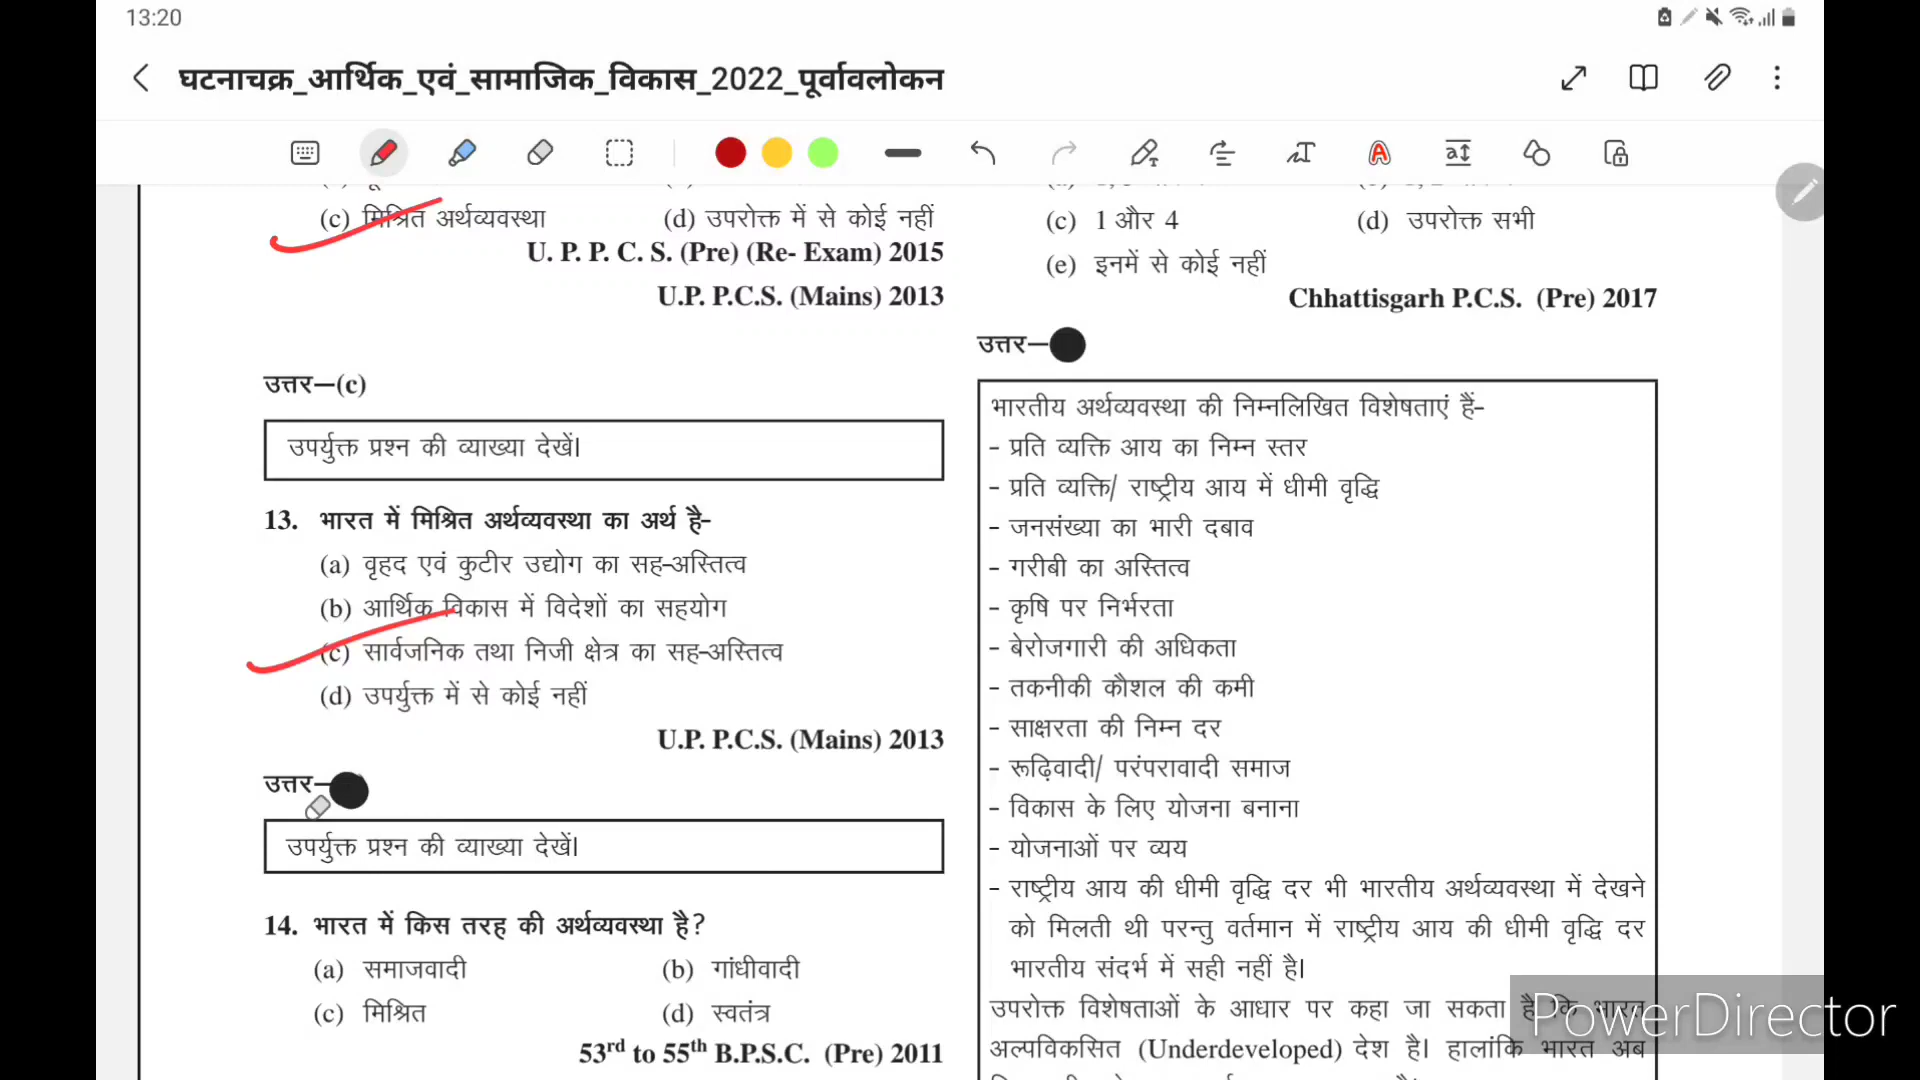 13:20
घटनाचक्र_आर्थिक_एवं_सामाजिक_विकास_2022_पूर्वावलोकन
(c) मिश्रित अर्थव्यवस्था (d) उपरोक्त में से कोई नहीं
U. P. P. C. S. (Pre) (Re- Exam) 2015
U.P. P.C.S. (Mains) 2013
उत्तर–(c)
उपर्युक्त प्रश्न की व्याख्या देखें।
13. भारत में मिश्रित अर्थव्यवस्था का अर्थ है-
(a) वृहद एवं कुटीर उद्योग का सह-अस्तित्व
(b) आर्थिक विकास में विदेशों का सहयोग
(c) सार्वजनिक तथा निजी क्षेत्र का सह-अस्तित्व
(d) उपर्युक्त में से कोई नहीं
U.P. P.C.S. (Mains) 2013
उत्तर–
उपर्युक्त प्रश्न की व्याख्या देखें।
14. भारत में किस तरह की अर्थव्यवस्था है?
(a) समाजवादी (b) गांधीवादी
(c) मिश्रित (d) स्वतंत्र
53rd to 55th B.P.S.C. (Pre) 2011
(c) 1 और 4 (d) उपरोक्त सभी
(e) इनमें से कोई नहीं
Chhattisgarh P.C.S. (Pre) 2017
उत्तर–
भारतीय अर्थव्यवस्था की निम्नलिखित विशेषताएं हैं-
- प्रति व्यक्ति आय का निम्न स्तर
- प्रति व्यक्ति/ राष्ट्रीय आय में धीमी वृद्धि
- जनसंख्या का भारी दबाव
- गरीबी का अस्तित्व
- कृषि पर निर्भरता
- बेरोजगारी की अधिकता
- तकनीकी कौशल की कमी
- साक्षरता की निम्न दर
- रूढ़िवादी/ परंपरावादी समाज
- विकास के लिए योजना बनाना
- योजनाओं पर व्यय
- राष्ट्रीय आय की धीमी वृद्धि दर भी भारतीय अर्थव्यवस्था में देखने
को मिलती थी परन्तु वर्तमान में राष्ट्रीय आय की धीमी वृद्धि दर
भारतीय संदर्भ में सही नहीं है।
उपरोक्त विशेषताओं के आधार पर कहा जा सकता है कि भारत
अल्पविकसित (Underdeveloped) देश है। हालांकि भारत अब
PowerDirector